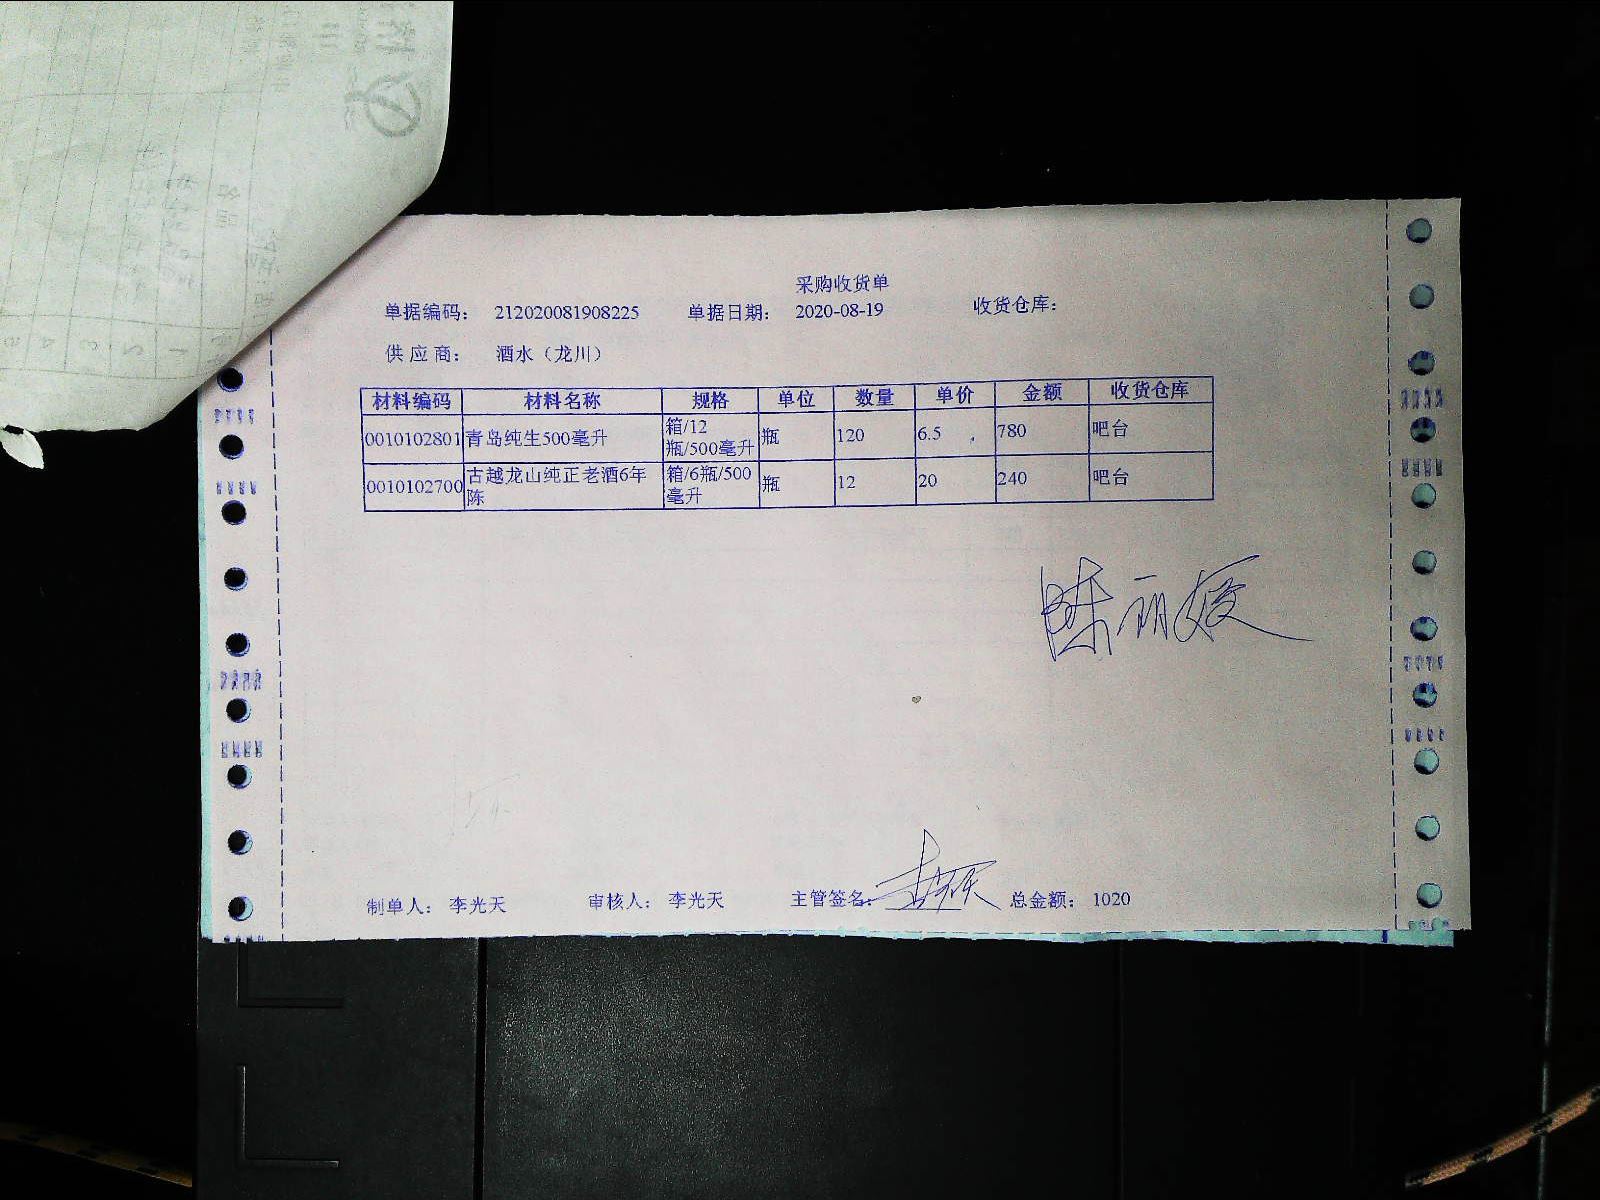 采购收货单
单据编码： 212020081908225 单据日期： 2020-08-19 收货仓库：
供应商： 酒水（龙川）
材料编码 材料名称 规格 单位 数量 单价 金额 收货仓库
0010102801 青岛纯生500毫升 箱/12瓶/500毫升 瓶 120 6.5 780 吧台
0010102700 古越龙山纯正老酒6年陈 箱/6瓶/500毫升 瓶 12 20 240 吧台
制单人： 李光天 审核人： 李光天 主管签名： 总金额： 1020